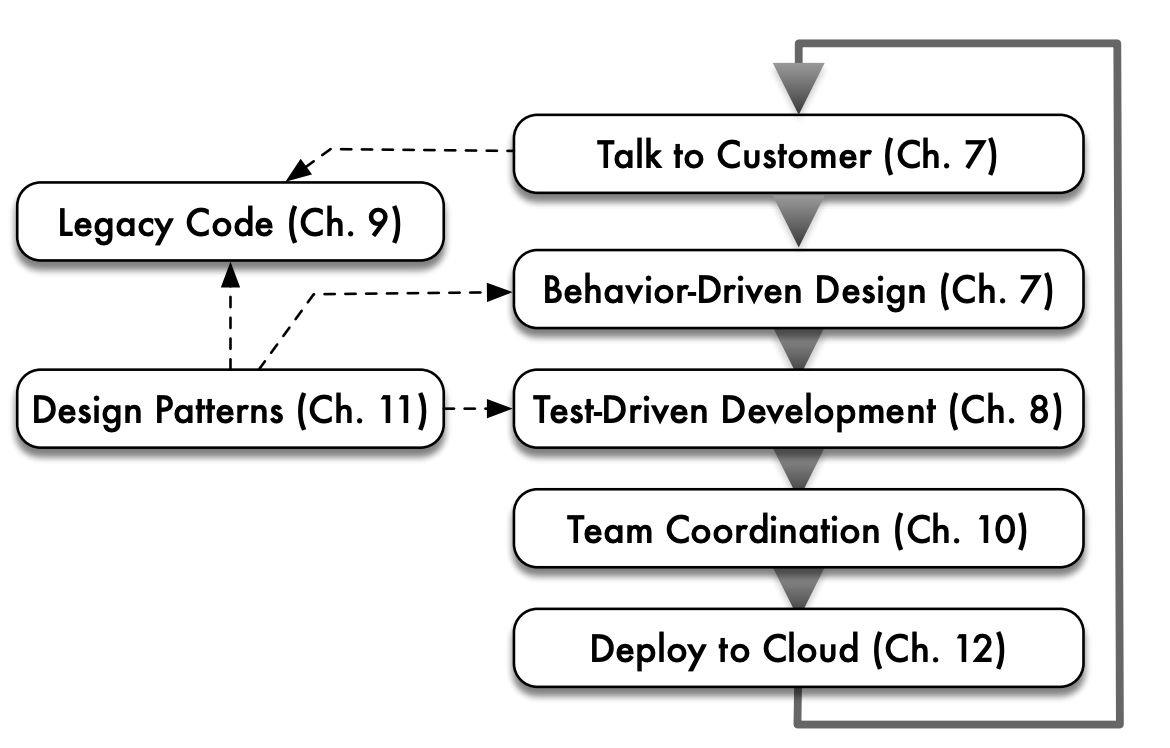 Talk to Customer (Ch. 7)
Legacy Code (Ch. 9)
Behavior-Driven Design (Ch. 7)
Design Patterns (Ch. 11)
Test-Driven Development (Ch. 8)
Team Coordination (Ch. 10)
Deploy to Cloud (Ch. 12)